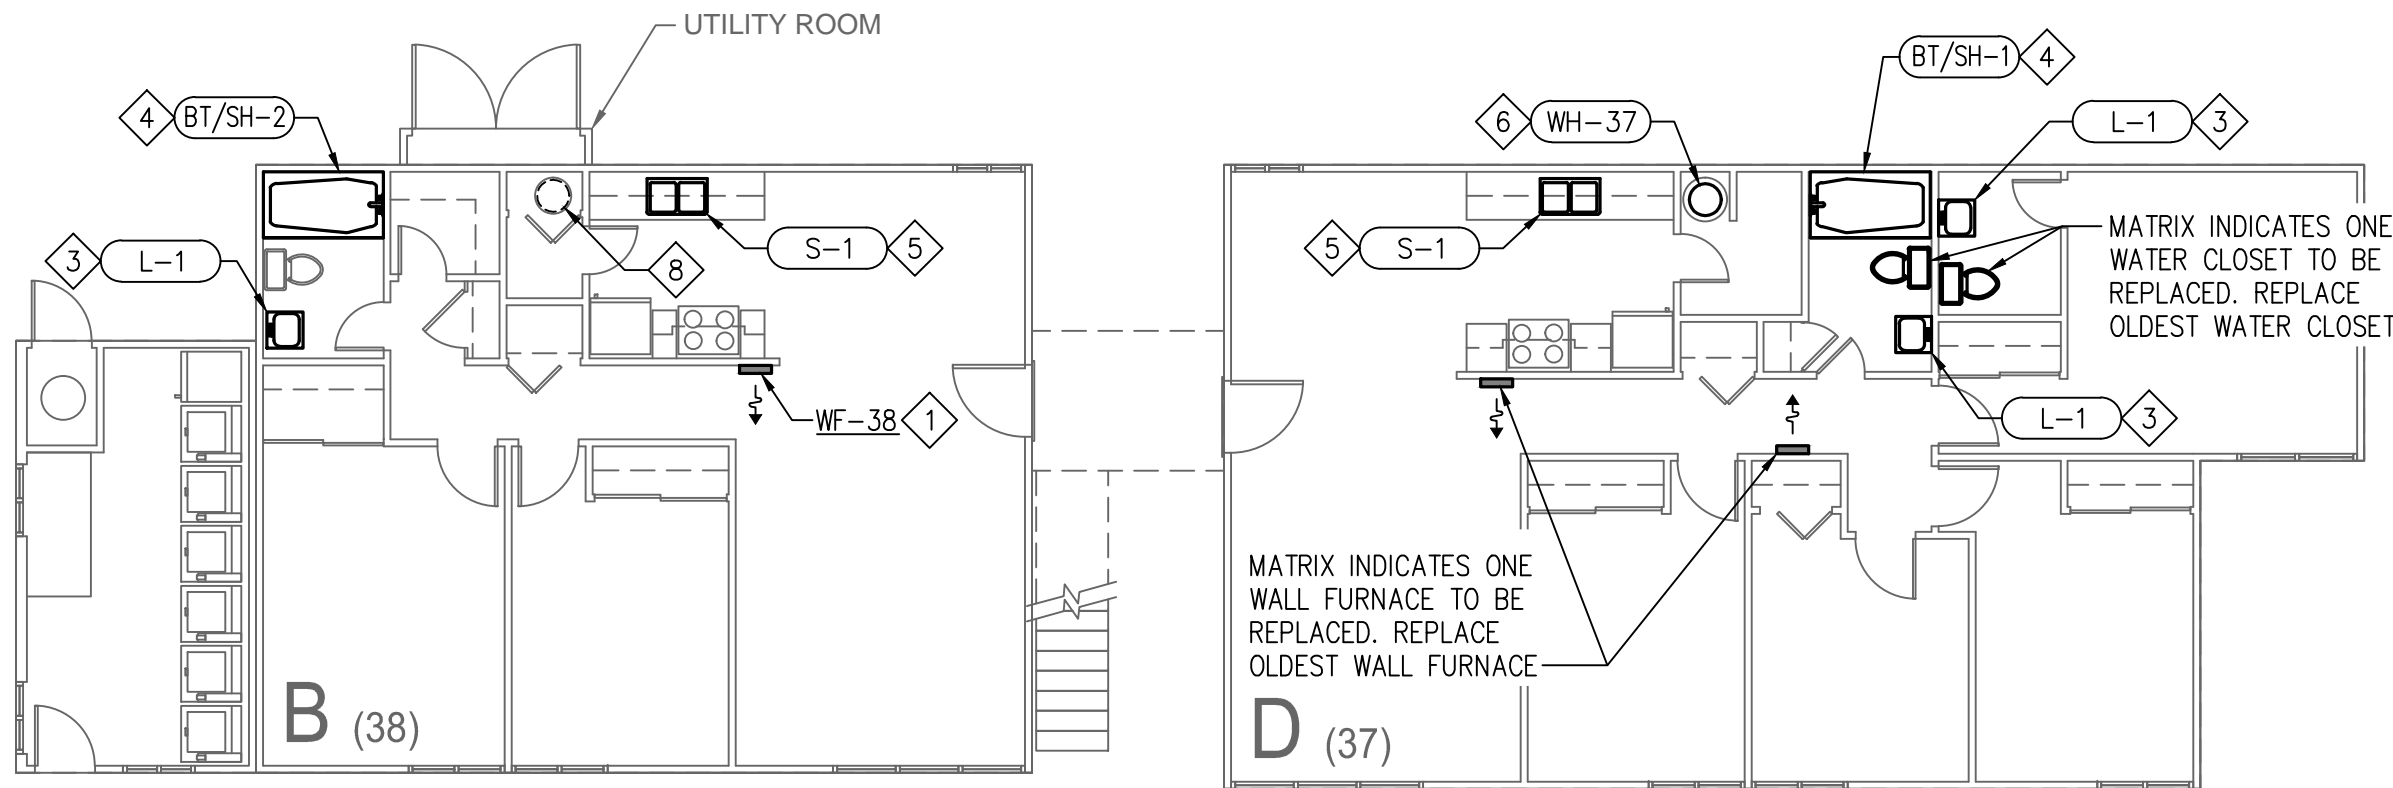 UTILITY ROOM
4 BT/SH-2
BT/SH-1 4
6 WH-37
L-1 3
3 L-1
S-1 5
8
5 S-1
MATRIX INDICATES ONE
WATER CLOSET TO BE
REPLACED. REPLACE
OLDEST WATER CLOSET
WF-38 1
L-1 3
MATRIX INDICATES ONE
WALL FURNACE TO BE
REPLACED. REPLACE
OLDEST WALL FURNACE
B (38)
D (37)